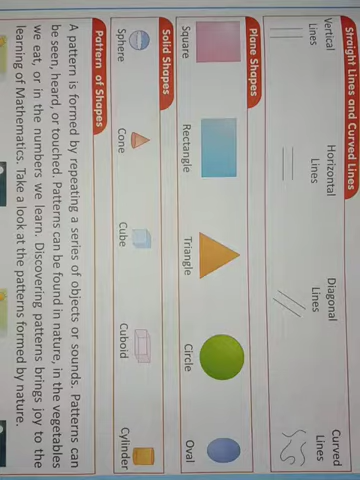 Straight Lines and Curved Lines
Vertical Lines
Horizontal Lines
Diagonal Lines
Curved Lines
Plane Shapes
Square
Rectangle
Triangle
Circle
Oval
Solid Shapes
Sphere
Cone
Cube
Cuboid
Cylinder
Pattern of Shapes
A pattern is formed by repeating a series of objects or sounds. Patterns can
be seen, heard, or touched. Patterns can be found in nature, in the vegetables
we eat, or in the numbers we learn. Discovering patterns brings joy to the
learning of Mathematics. Take a look at the patterns formed by nature.